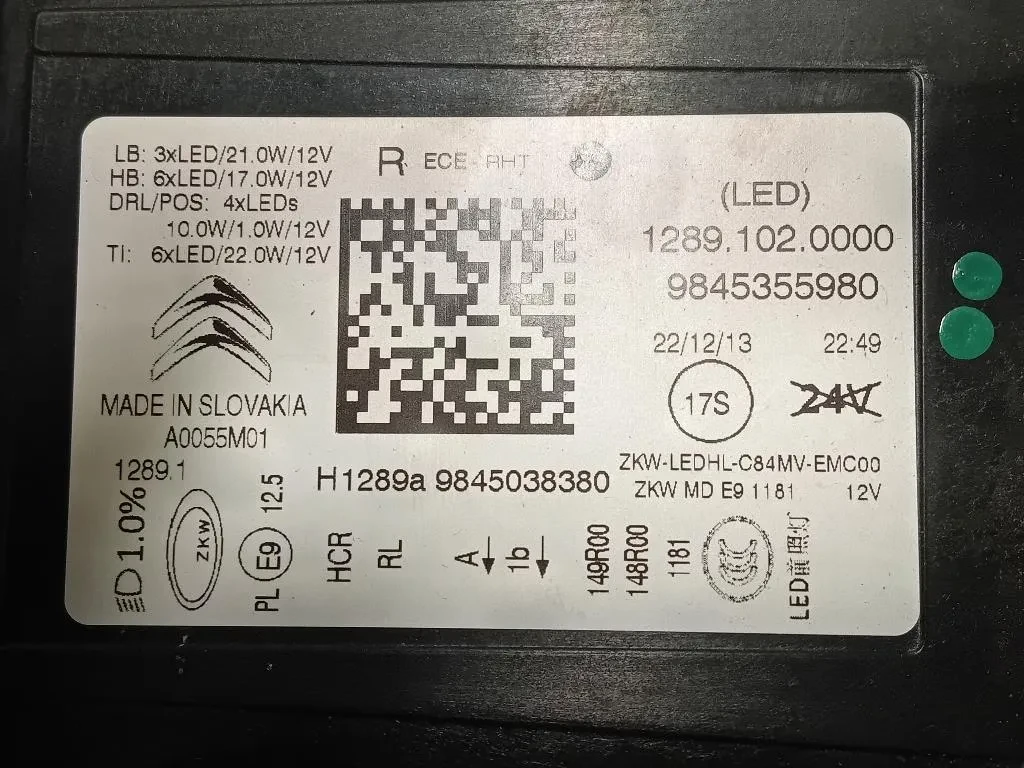 LB: 3xLED/21.0W/12V
HB: 6xLED/17.0W/12V
DRL/POS: 4xLEDs
10.0W/1.0W/12V
TI: 6xLED/22.0W/12V
MADE IN SLOVAKIA
A0055M01
1289.1
R ECE RHT
(LED)
1289.102.0000
9845355980
22/12/13 22:49
17S
24V
ZKW-LEDHL-C84MV-EMC00
ZKW MD E9 1181 12V
H1289a 9845038380
1.0%
ZKW
PL E9 12.5
HCR
RL
A
1b
149R00
148R00
1181
LED前照灯